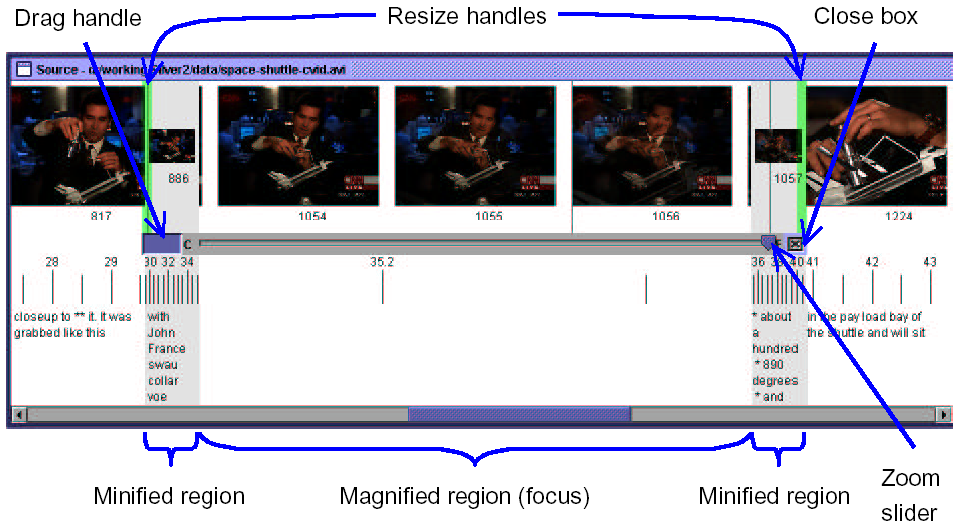 Drag handle
Resize handles
Close box
Source - d:/working/silver2/data/space-shuttle-cvid.avi
886
1057
817
1054
1055
1056
1224
C
F
28 29 30 32 34 35.2 36 38 40 41 42 43
closeup to ** it. it was
grabbed like this
with
John
France
swau
collar
voe
* about
a
hundred
* 890
degrees
* and
in the pay load bay of
the shuttle and will sit
Minified region
Magnified region (focus)
Minified region
Zoom
slider